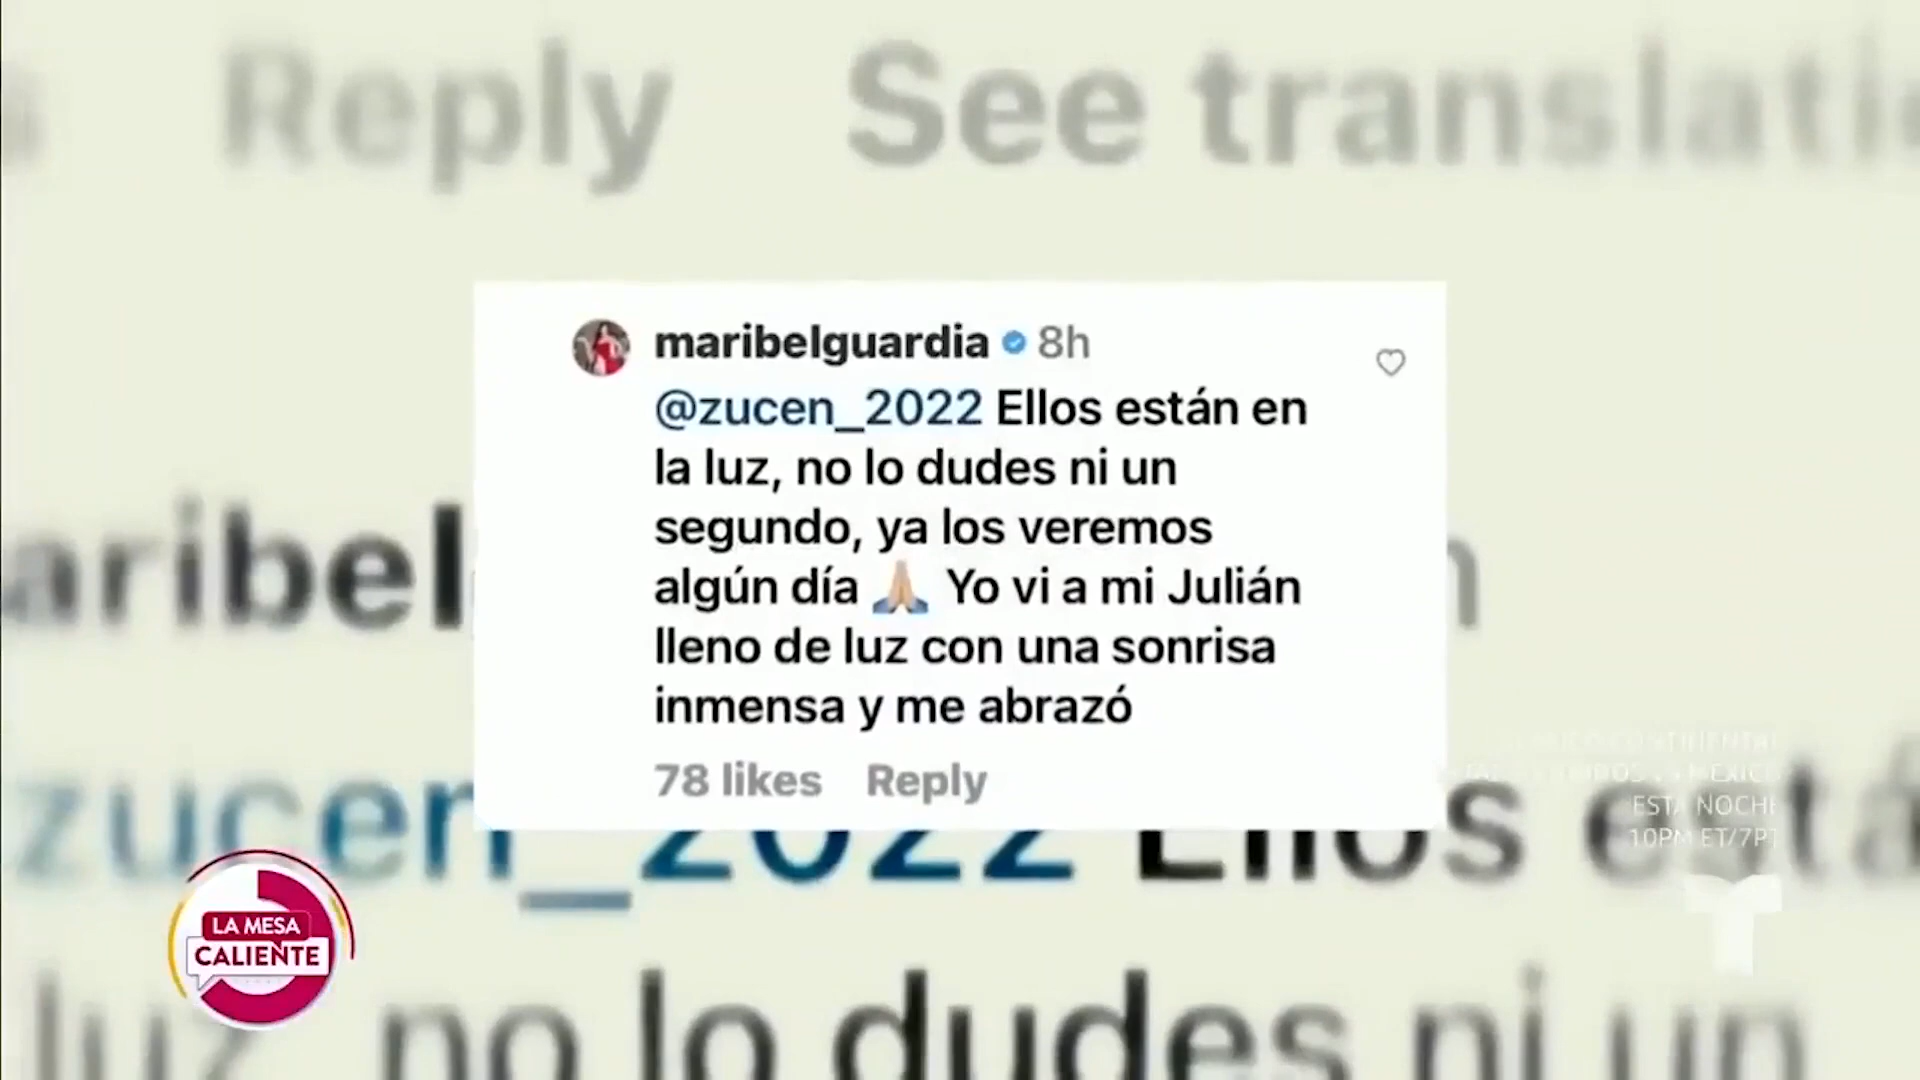 Reply See translati
maribelguardia 8h
@zucen_2022 Ellos están en
la luz, no lo dudes ni un
segundo, ya los veremos
algún día 🙏🏼 Yo vi a mi Julián
lleno de luz con una sonrisa
inmensa y me abrazó
78 likes Reply
aribel
zucen_2022 Ellos está
luz, no lo dudes ni un
ESTA NOCHE
10PM ET/7PT
LA MESA
CALIENTE